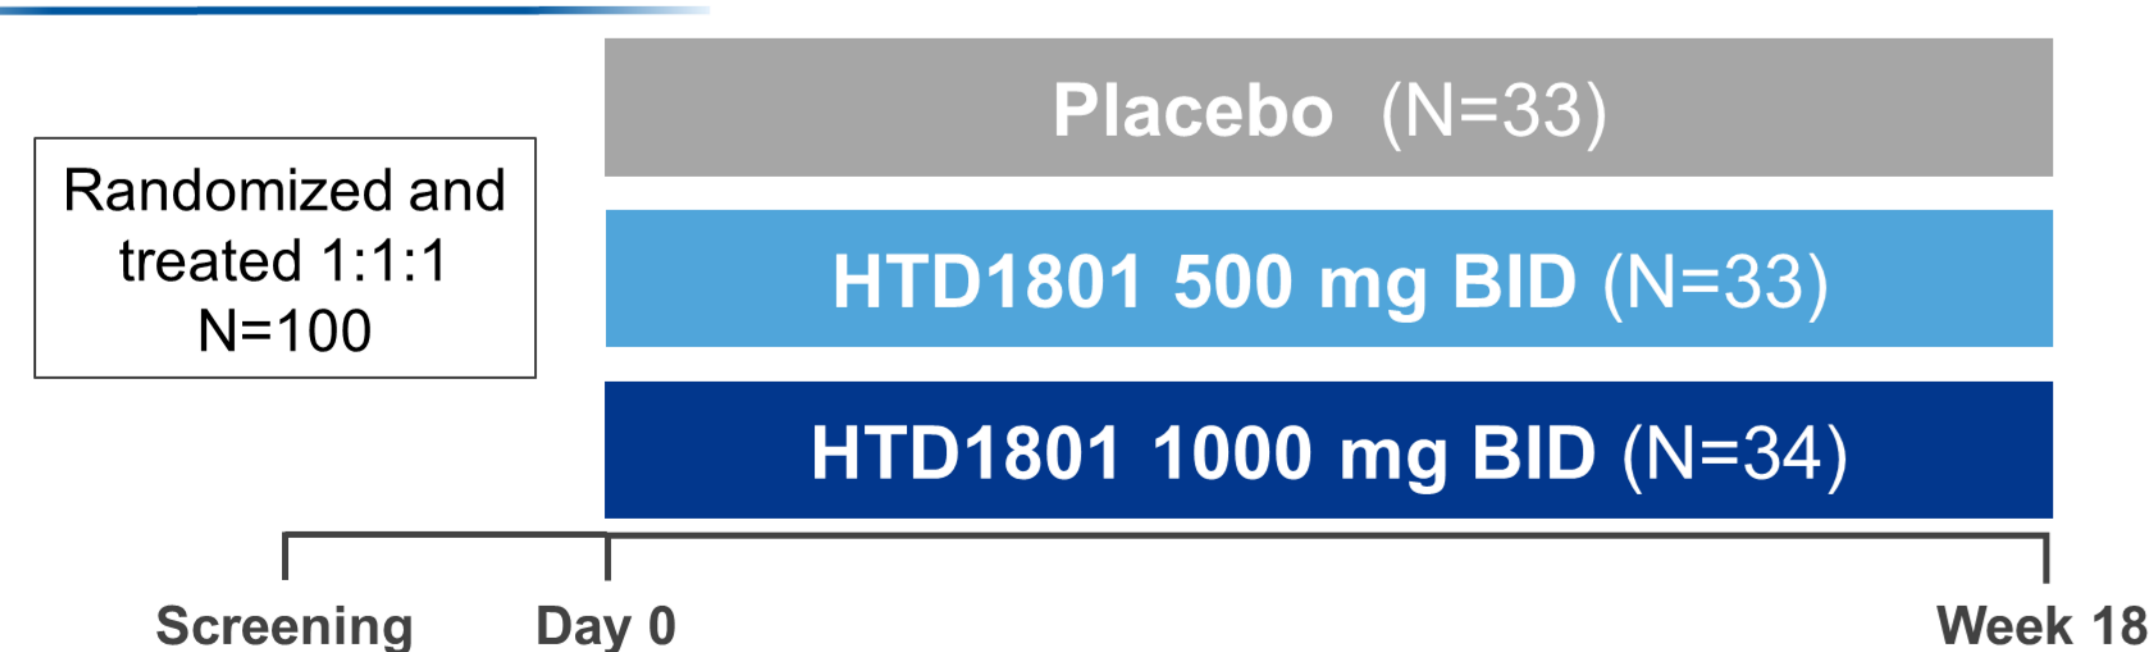 Placebo (N=33)
Randomized and
treated 1:1:1
N=100
HTD1801 500 mg BID (N=33)
HTD1801 1000 mg BID (N=34)
Screening
Day 0
Week 18